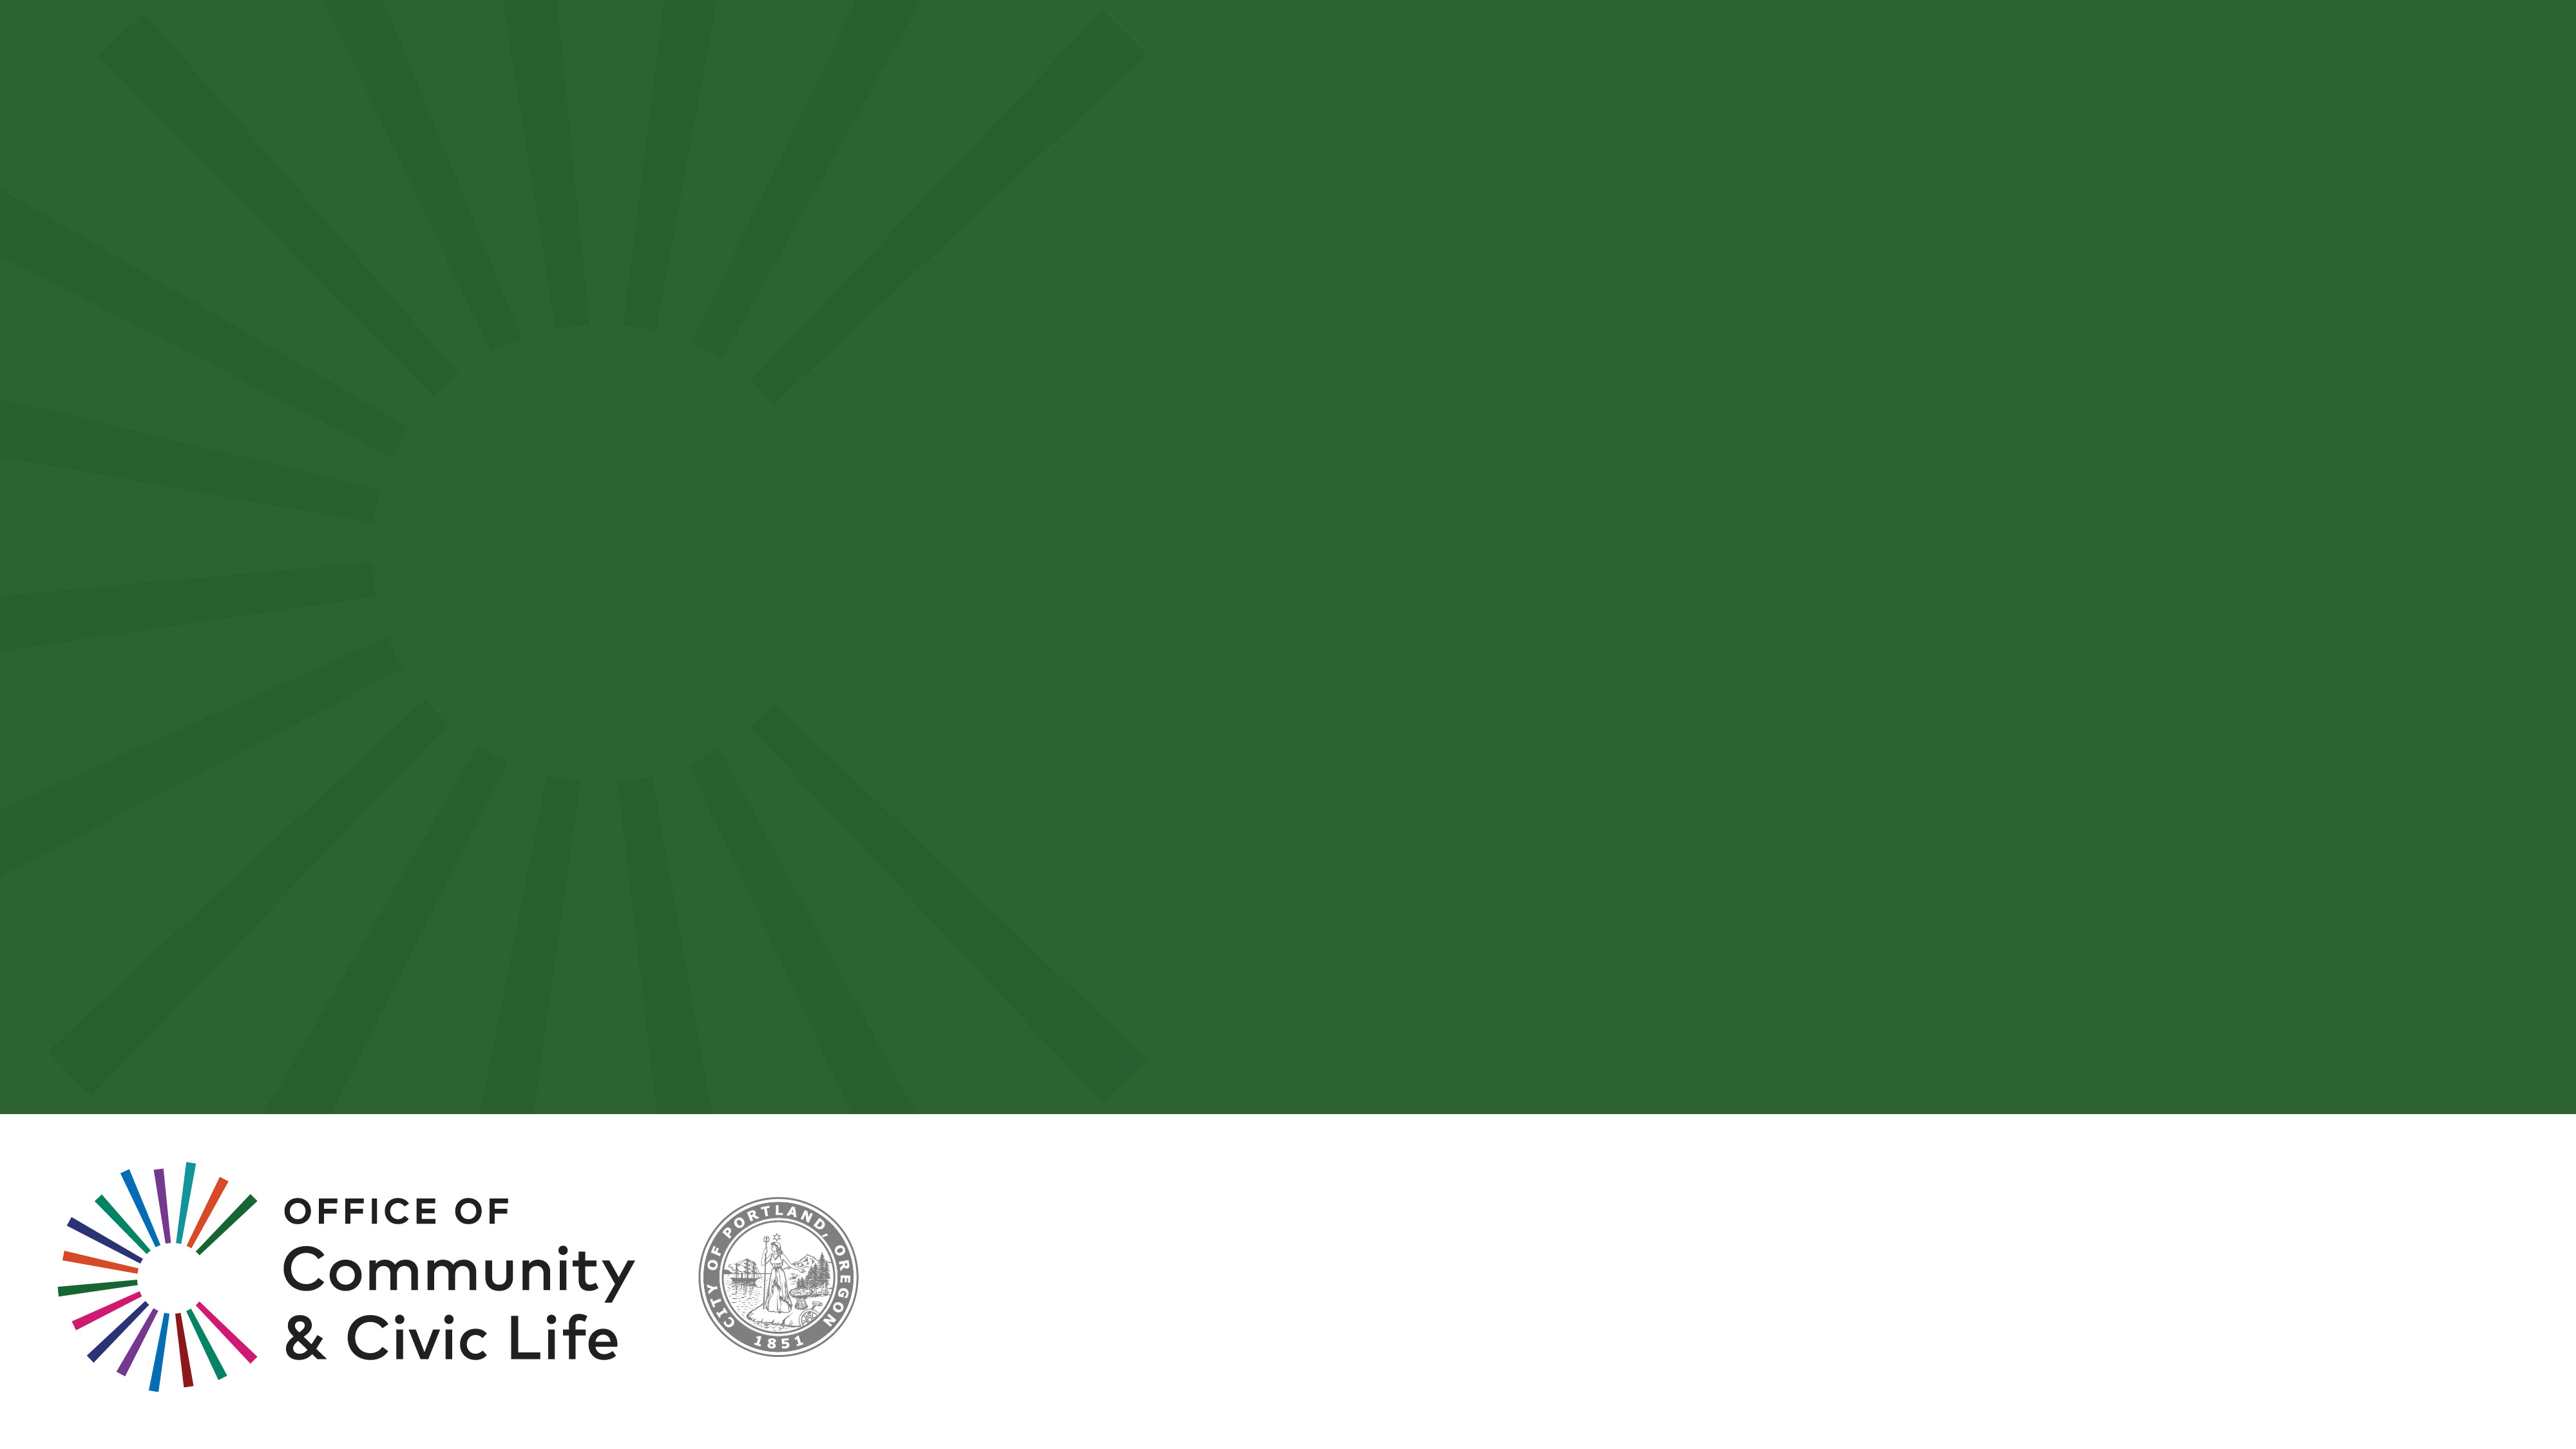 OFFICE OF
Community
& Civic Life
CITY OF PORTLAND, OREGON
1851